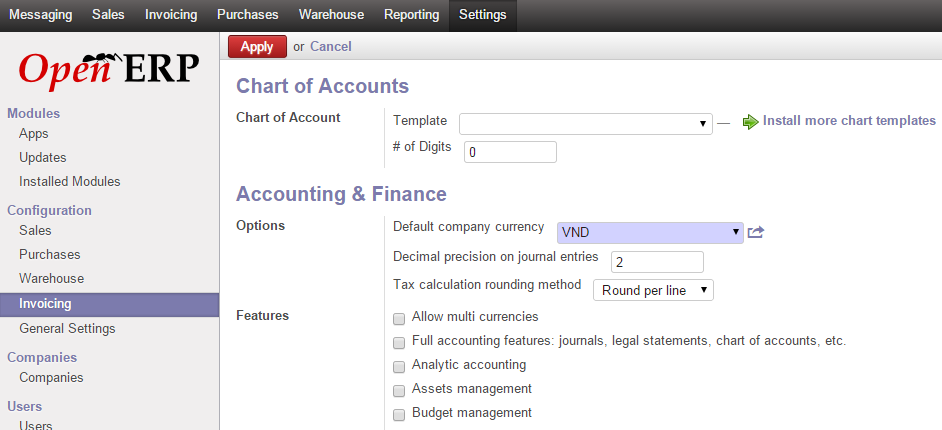 Messaging Sales Invoicing Purchases Warehouse Reporting Settings
Open ERP
Modules
Apps
Updates
Installed Modules
Configuration
Sales
Purchases
Warehouse
Invoicing
General Settings
Companies
Companies
Users
Users
Apply or Cancel
Chart of Accounts
Chart of Account Template — Install more chart templates
# of Digits 0
Accounting & Finance
Options Default company currency VND
Decimal precision on journal entries 2
Tax calculation rounding method Round per line
Features Allow multi currencies
Full accounting features: journals, legal statements, chart of accounts, etc.
Analytic accounting
Assets management
Budget management